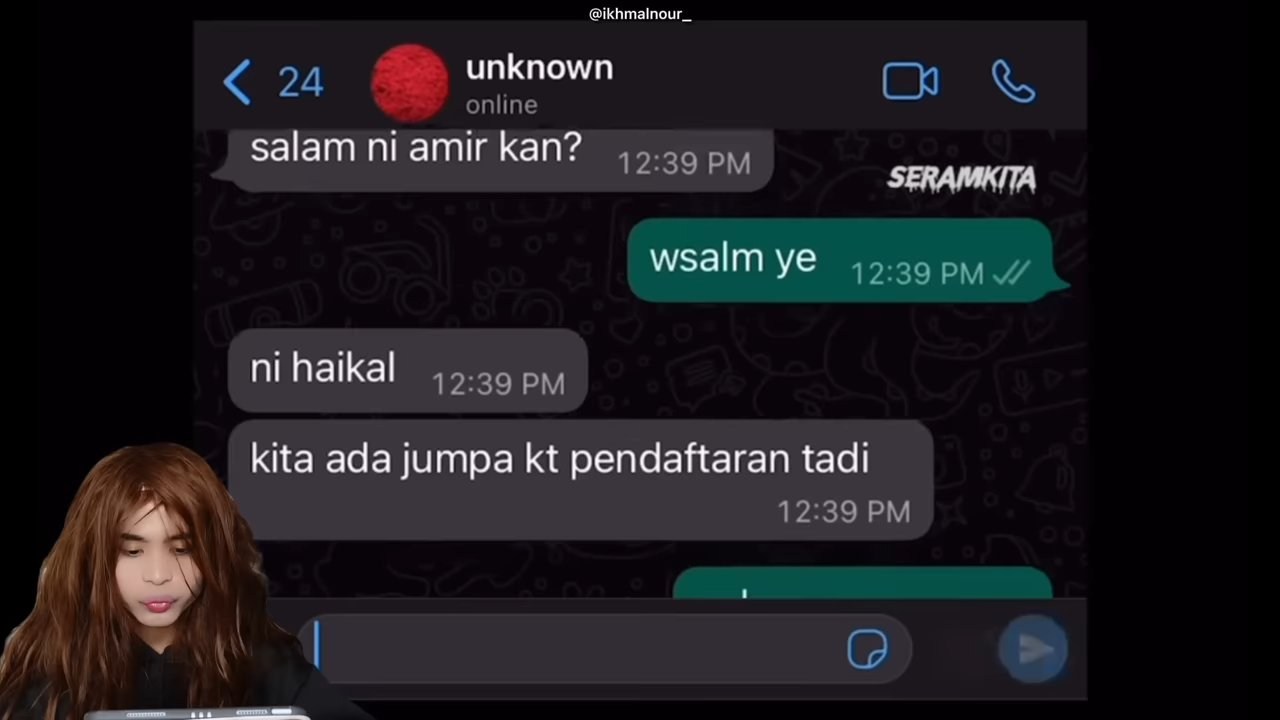 @ikhmalnour_
24
unknown
online
salam ni amir kan?
12:39 PM
SERAMKITA
wsalm ye
12:39 PM
ni haikal
12:39 PM
kita ada jumpa kt pendaftaran tadi
12:39 PM